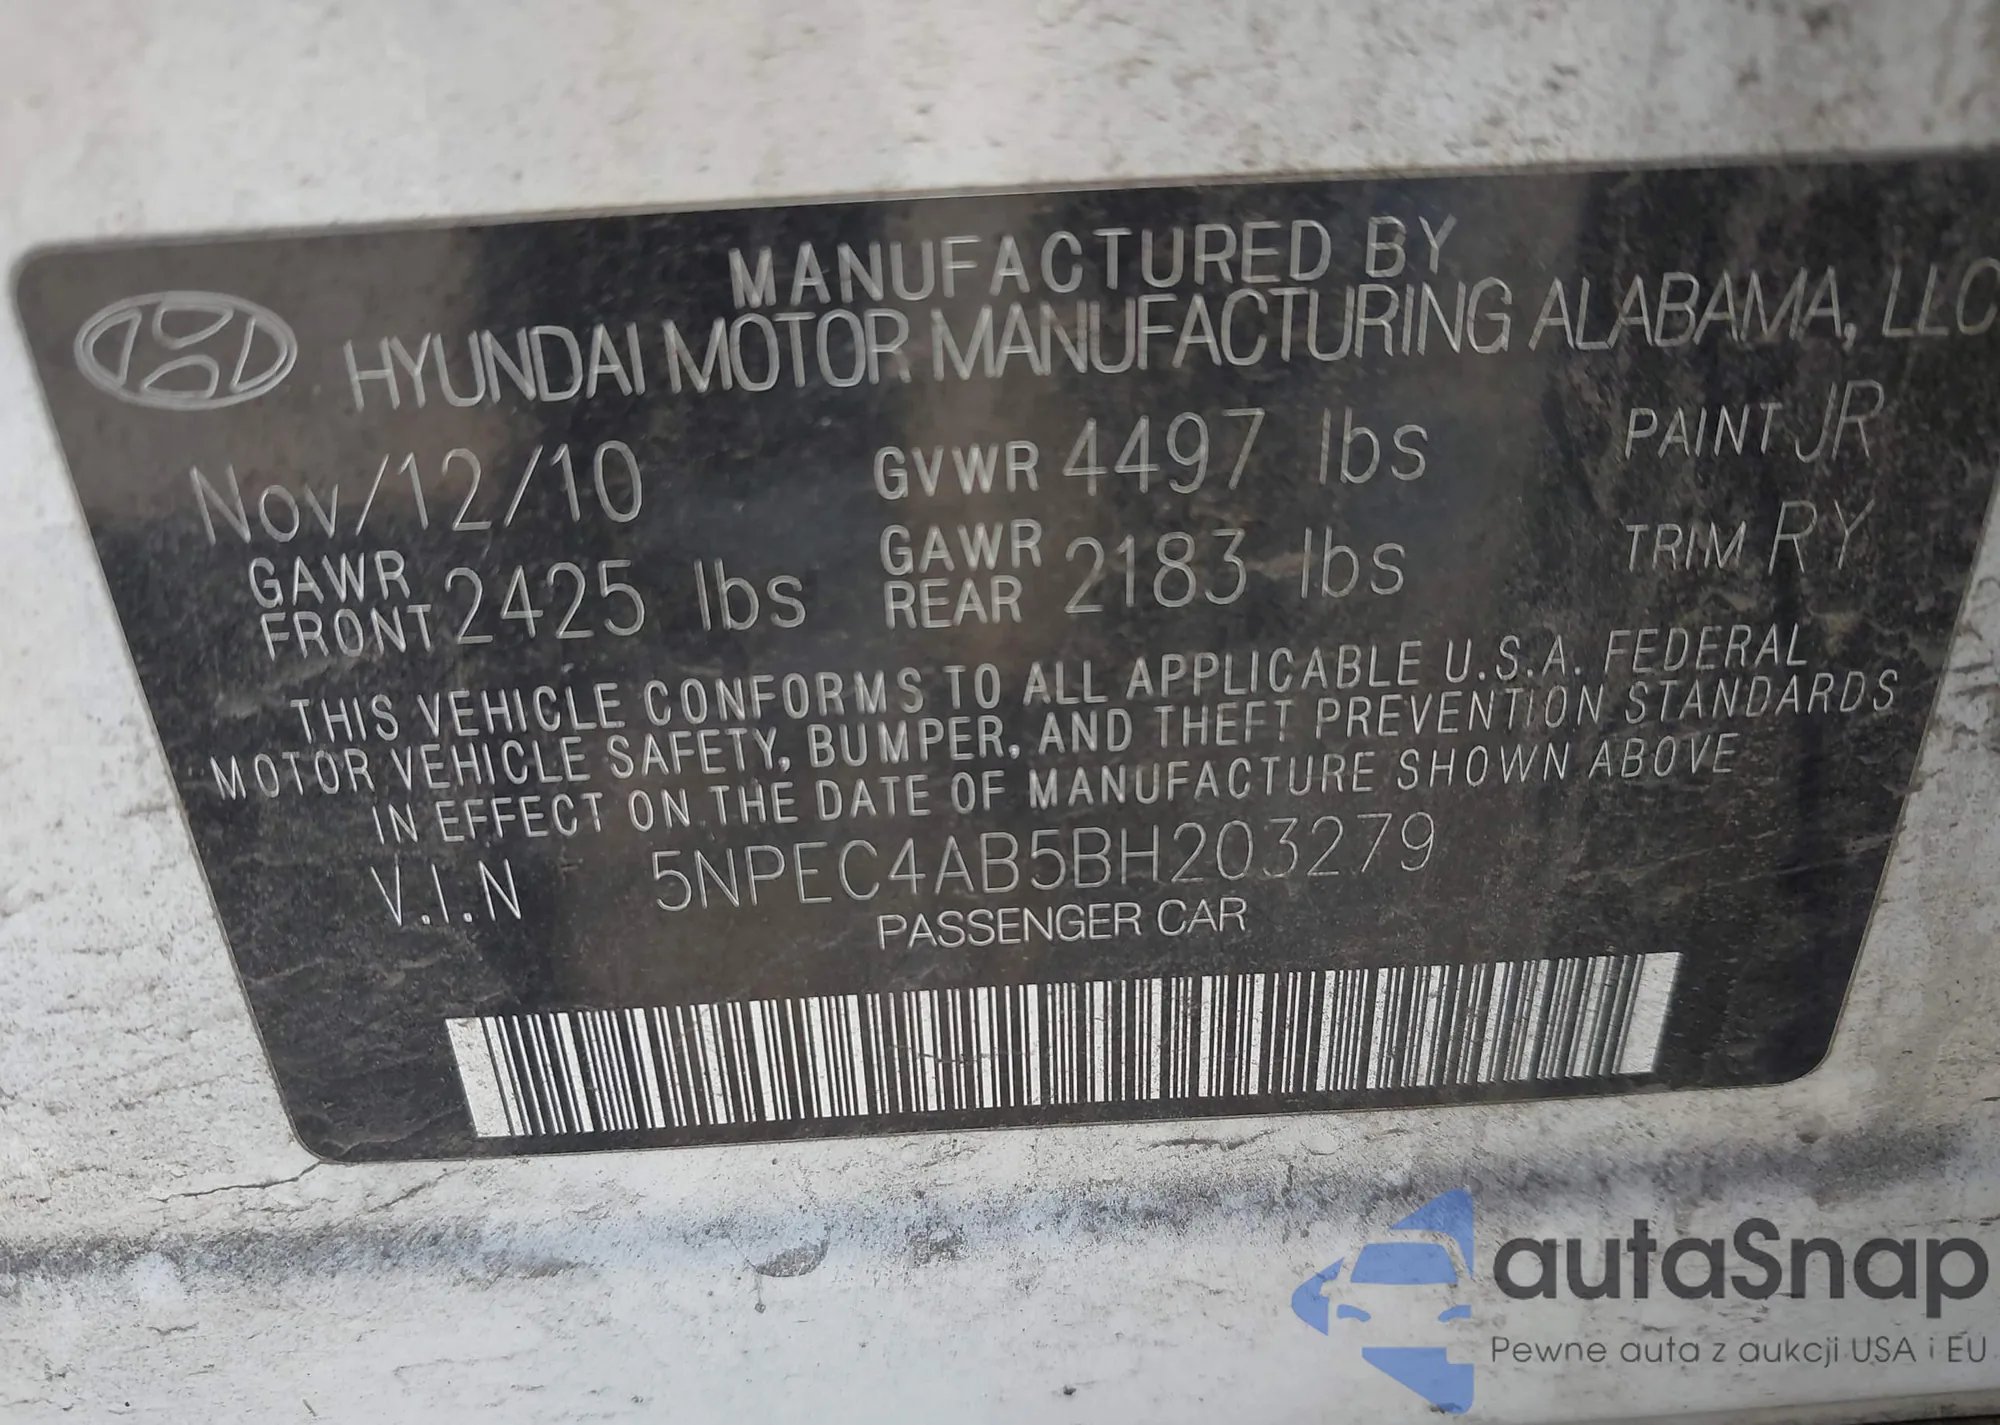 MANUFACTURED BY
HYUNDAI MOTOR MANUFACTURING ALABAMA, LLC
Nov/12/10 GVWR 4497 lbs PAINT JR
GAWR FRONT 2425 lbs GAWR REAR 2183 lbs TRIM RY
THIS VEHICLE CONFORMS TO ALL APPLICABLE U.S.A. FEDERAL
MOTOR VEHICLE SAFETY, BUMPER, AND THEFT PREVENTION STANDARDS
IN EFFECT ON THE DATE OF MANUFACTURE SHOWN ABOVE
V.I.N 5NPEC4AB5BH203279
PASSENGER CAR
autaSnap
Pewne auta z aukcji USA i EU